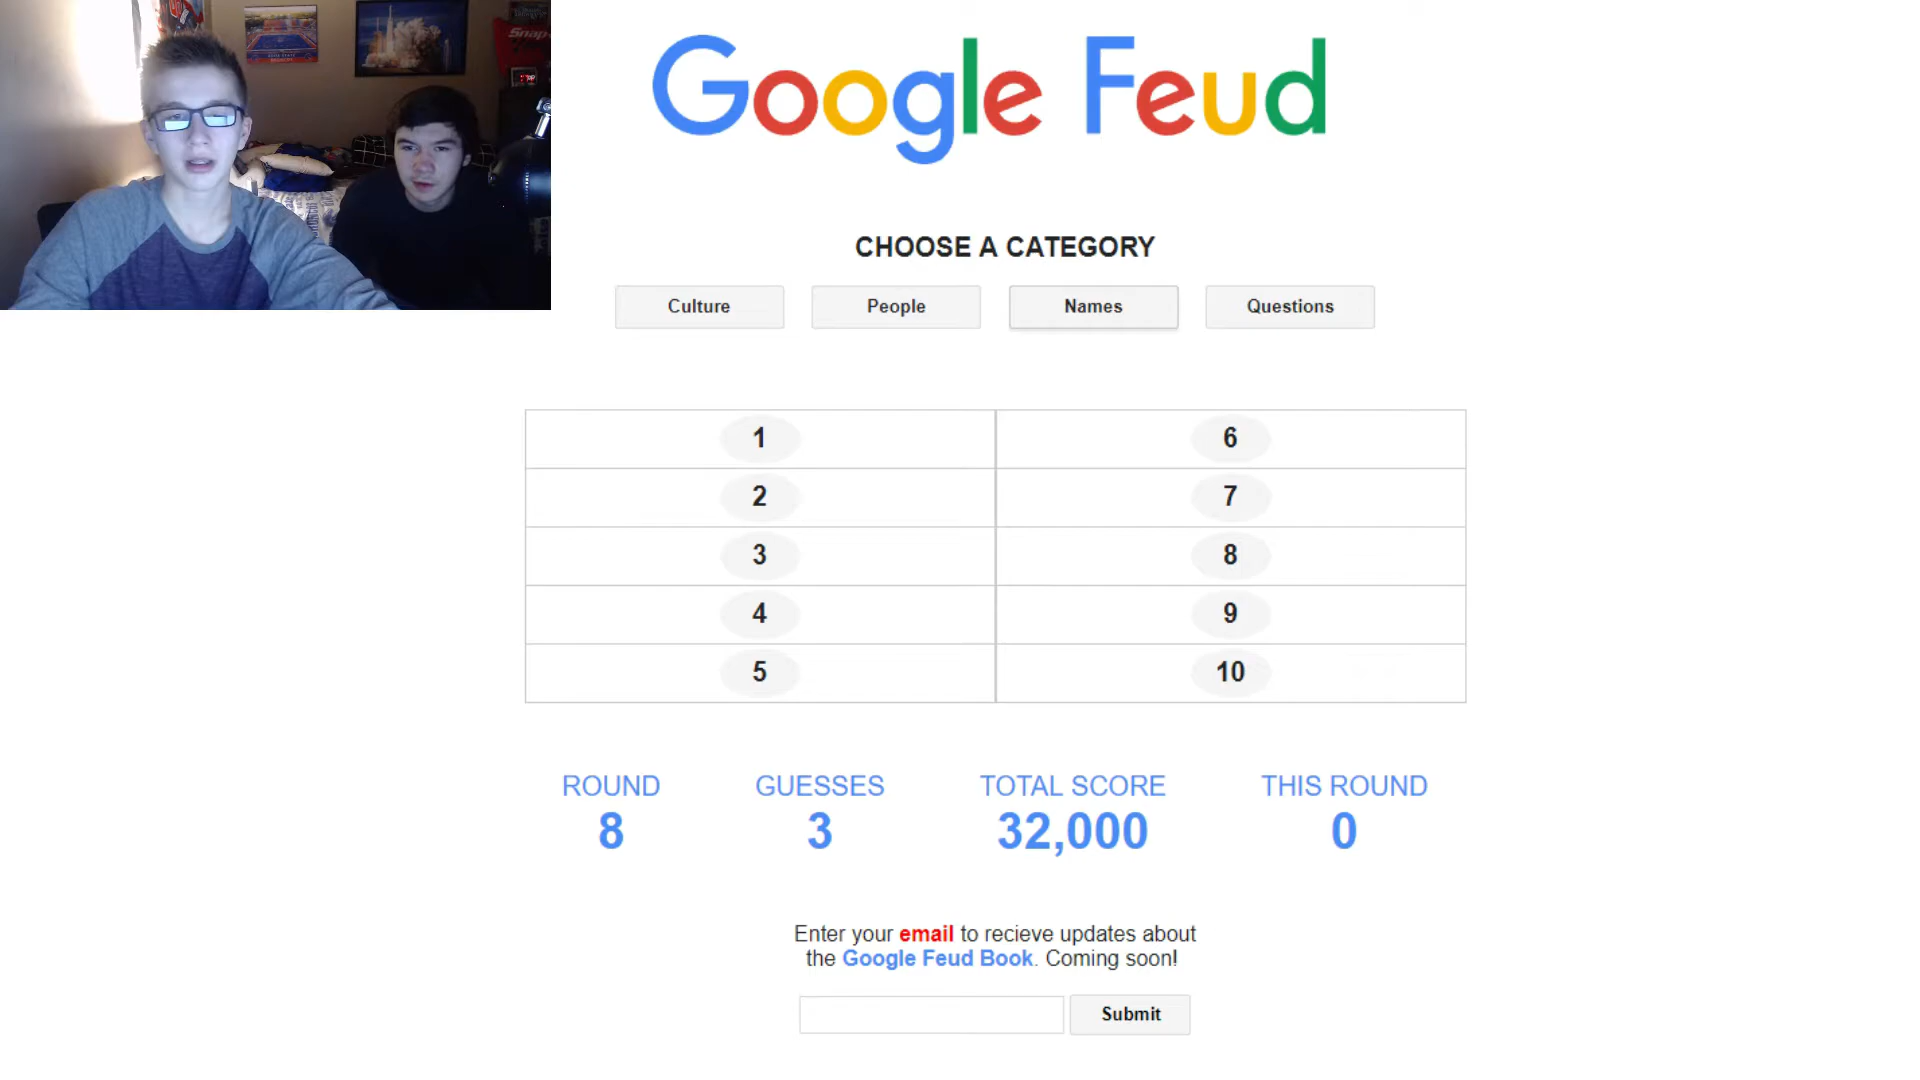 Snap
Google Feud
CHOOSE A CATEGORY
Culture People Names Questions
1 6
2 7
3 8
4 9
5 10
ROUND GUESSES TOTAL SCORE THIS ROUND
8 3 32,000 0
Enter your email to recieve updates about
the Google Feud Book. Coming soon!
Submit